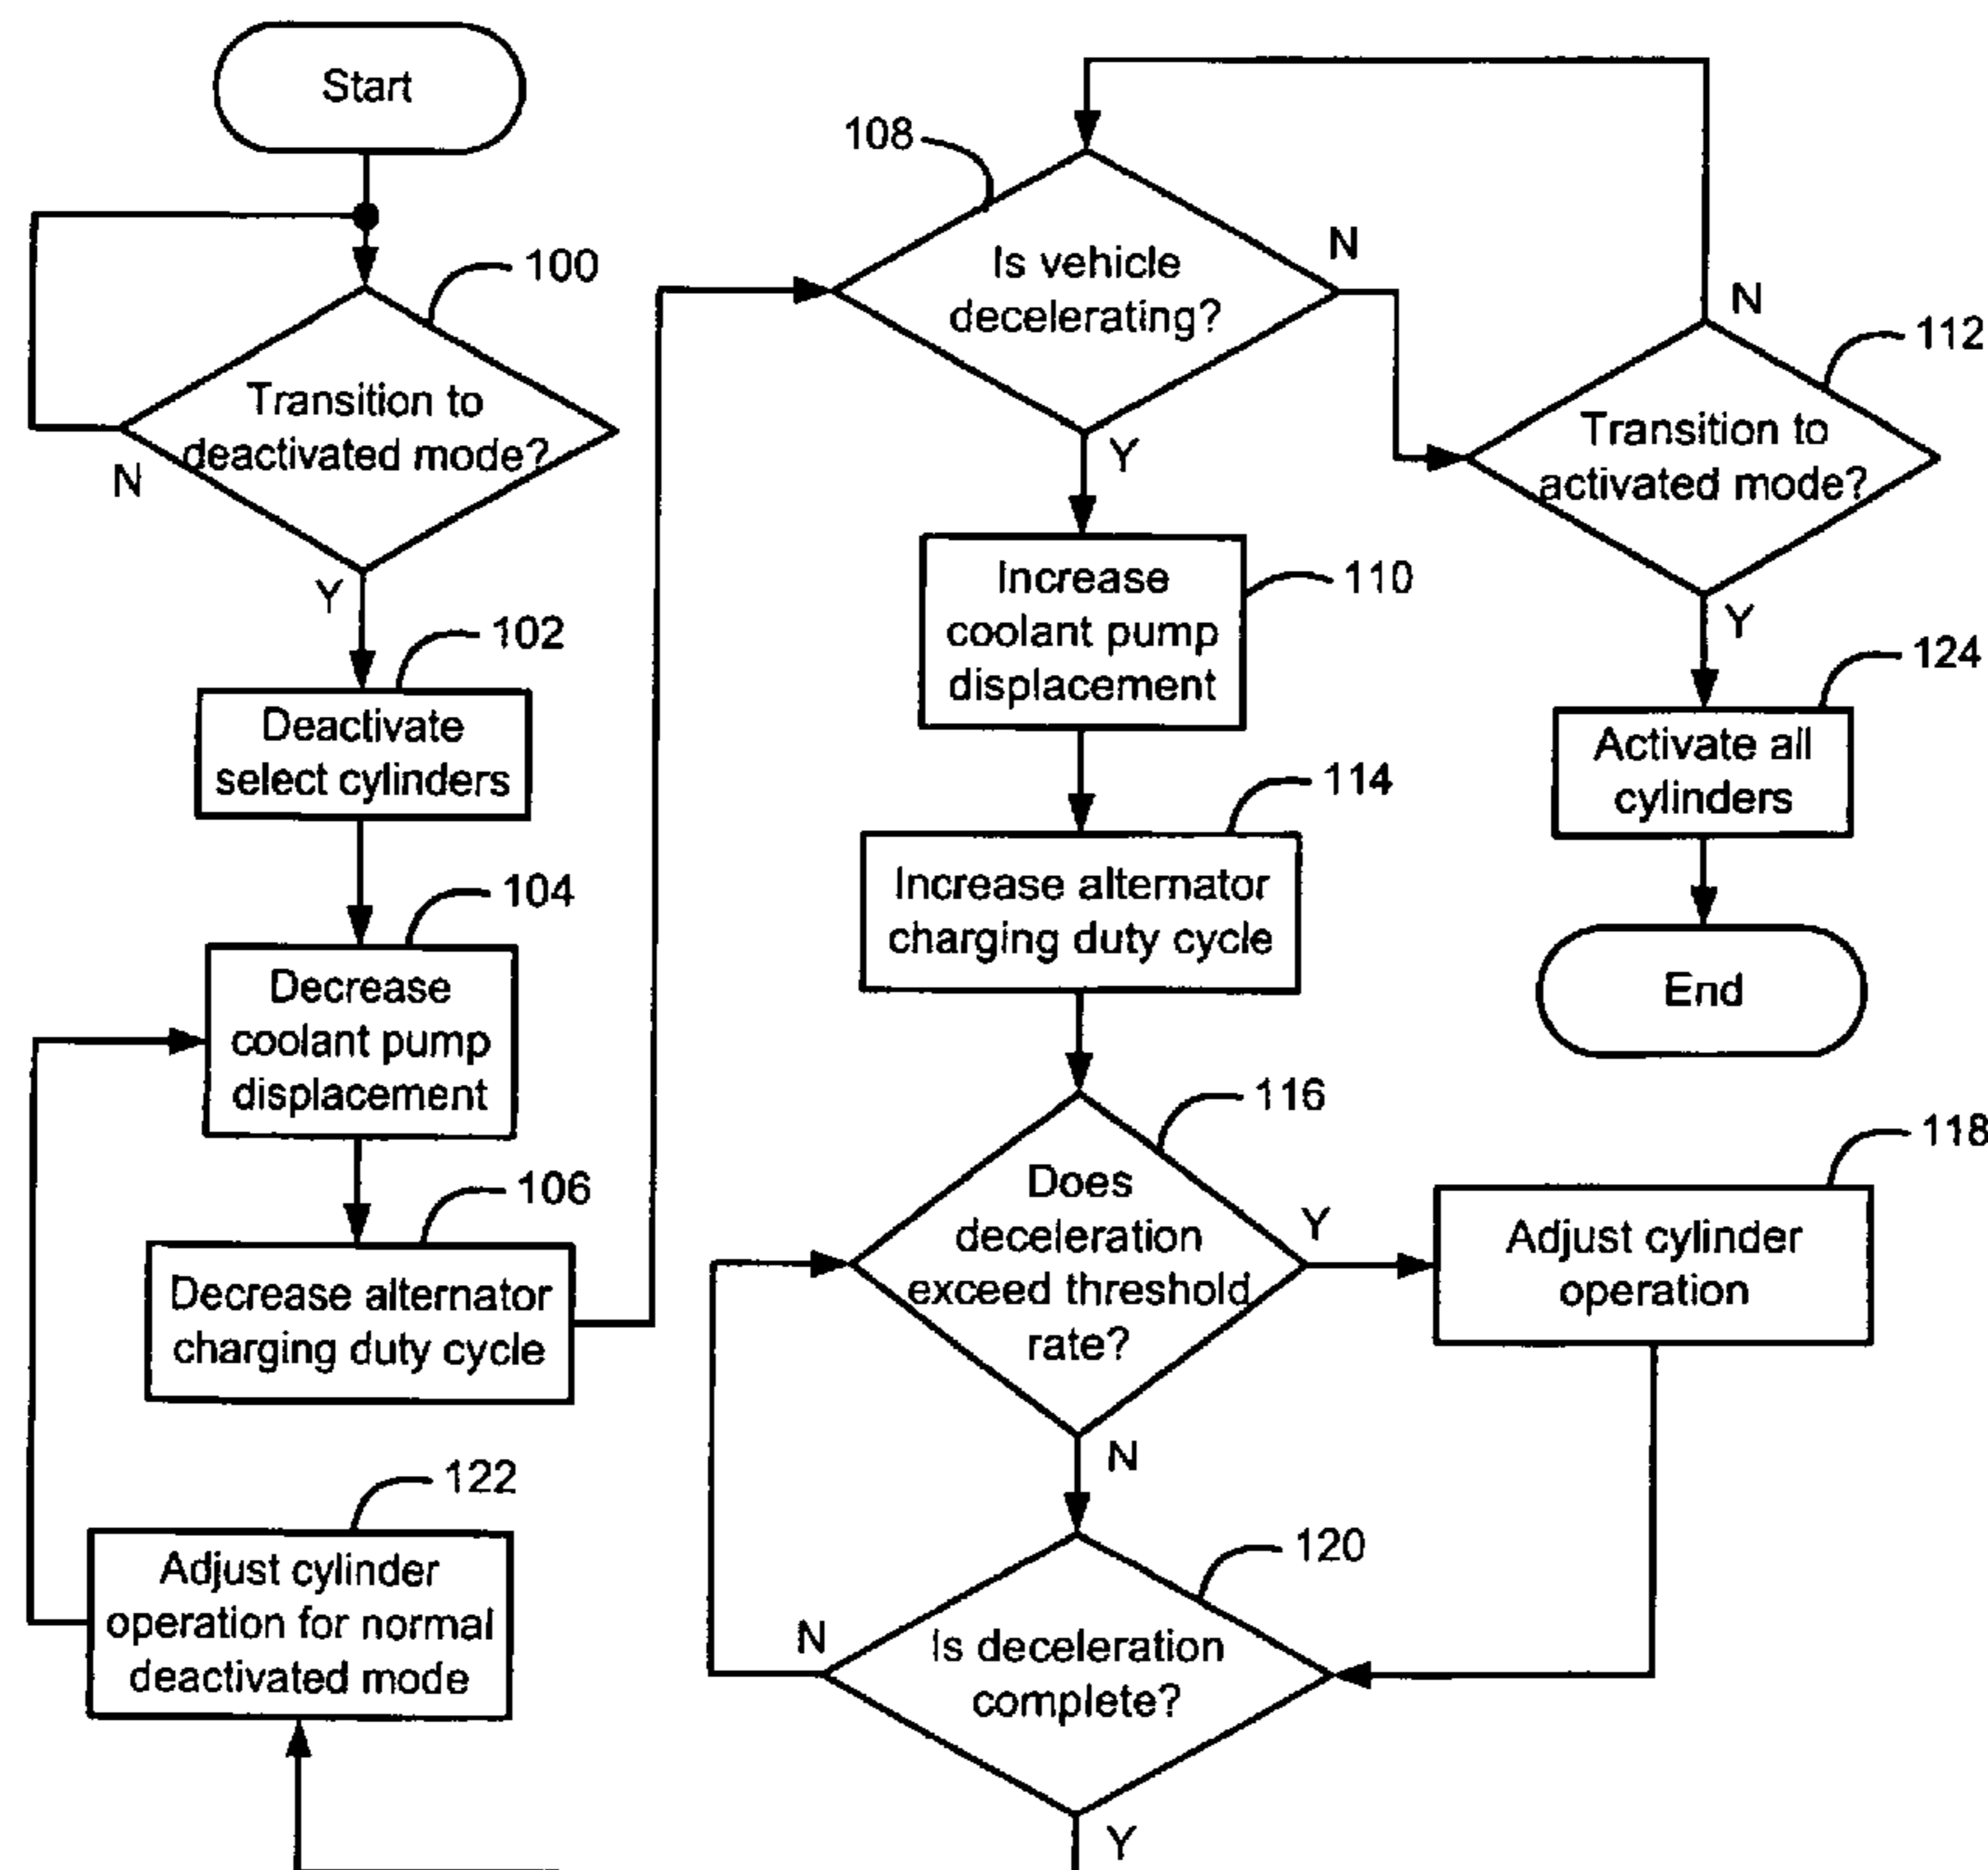 Start
100
Transition to
deactivated mode?
N
Y
102
Deactivate
select cylinders
104
Decrease
coolant pump
displacement
106
Decrease alternator
charging duty cycle
122
Adjust cylinder
operation for normal
deactivated mode
108
Is vehicle
decelerating?
N
Y
110
Increase
coolant pump
displacement
114
Increase alternator
charging duty cycle
116
Does
deceleration
exceed threshold
rate?
Y
N
120
Is deceleration
complete?
N
Y
N
112
Transition to
activated mode?
Y
124
Activate all
cylinders
End
118
Adjust cylinder
operation